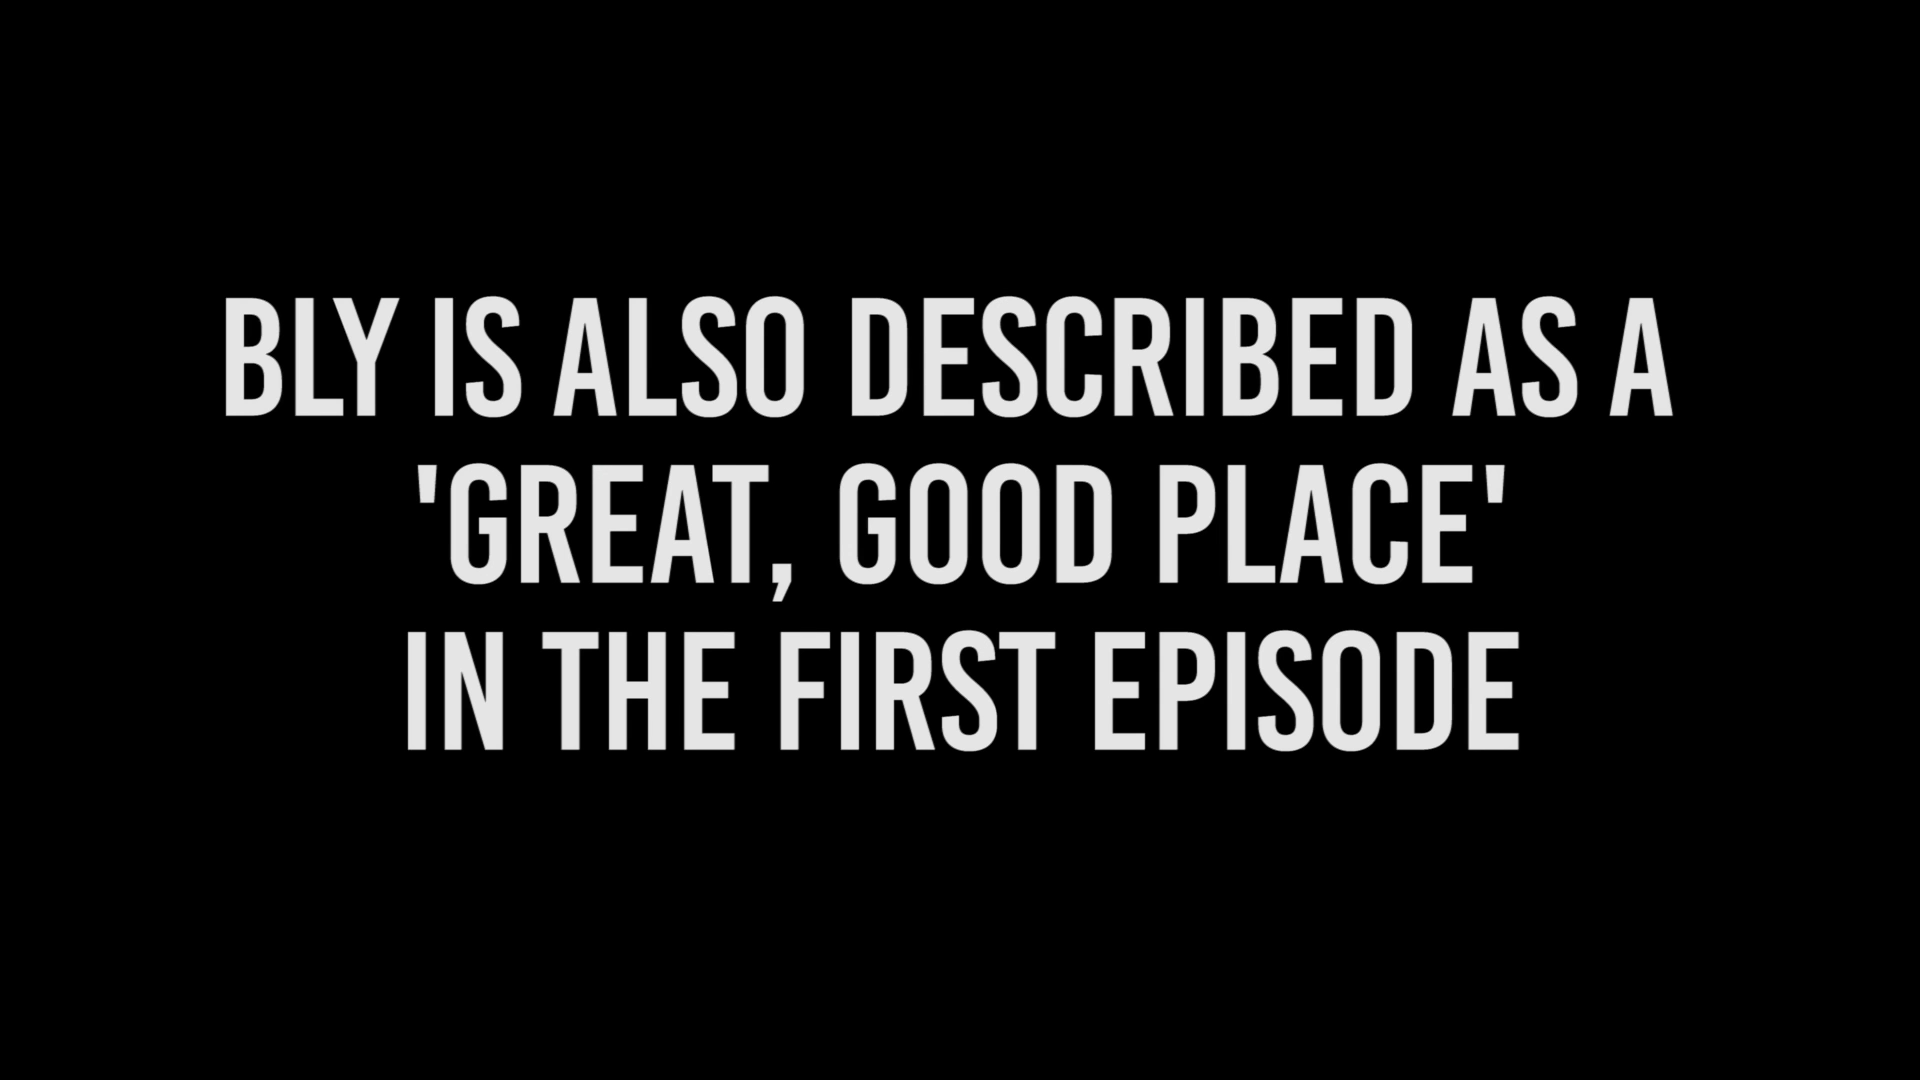 BLY IS ALSO DESCRIBED AS A
'GREAT, GOOD PLACE'
IN THE FIRST EPISODE